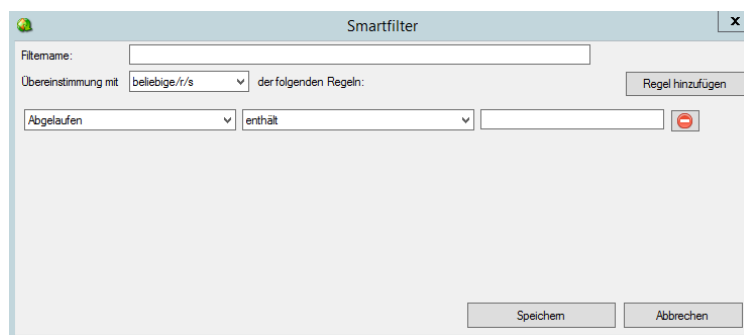 Smartfilter
x
Filtername:
Übereinstimmung mit beliebige/r/s der folgenden Regeln:
Regel hinzufügen
Abgelaufen enthält
Speichern Abbrechen